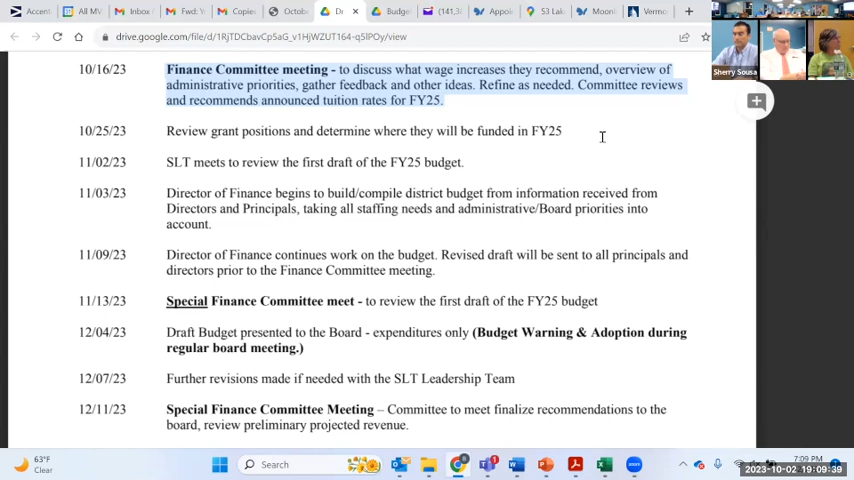 Accent
All MV
Inbox (
Fwd: Y
Copies
Octob
Dr
Budge
(141,3
Appoi
53 Lak
Moon
Vermo
drive.google.com/file/d/1RJTDCbavCp5aG_v1HjWZUT164-q5lPOy/view
Sherry Sousa
10/16/23 Finance Committee meeting - to discuss what wage increases they recommend, overview of
administrative priorities, gather feedback and other ideas. Refine as needed. Committee reviews
and recommends announced tuition rates for FY25.
10/25/23 Review grant positions and determine where they will be funded in FY25
11/02/23 SLT meets to review the first draft of the FY25 budget.
11/03/23 Director of Finance begins to build/compile district budget from information received from
Directors and Principals, taking all staffing needs and administrative/Board priorities into
account.
11/09/23 Director of Finance continues work on the budget. Revised draft will be sent to all principals and
directors prior to the Finance Committee meeting.
11/13/23 Special Finance Committee meet - to review the first draft of the FY25 budget
12/04/23 Draft Budget presented to the Board - expenditures only (Budget Warning & Adoption during
regular board meeting.)
12/07/23 Further revisions made if needed with the SLT Leadership Team
12/11/23 Special Finance Committee Meeting – Committee to meet finalize recommendations to the
board, review preliminary projected revenue.
63°F
Clear
Search
7:09 PM
2023-10-02 19:09:39